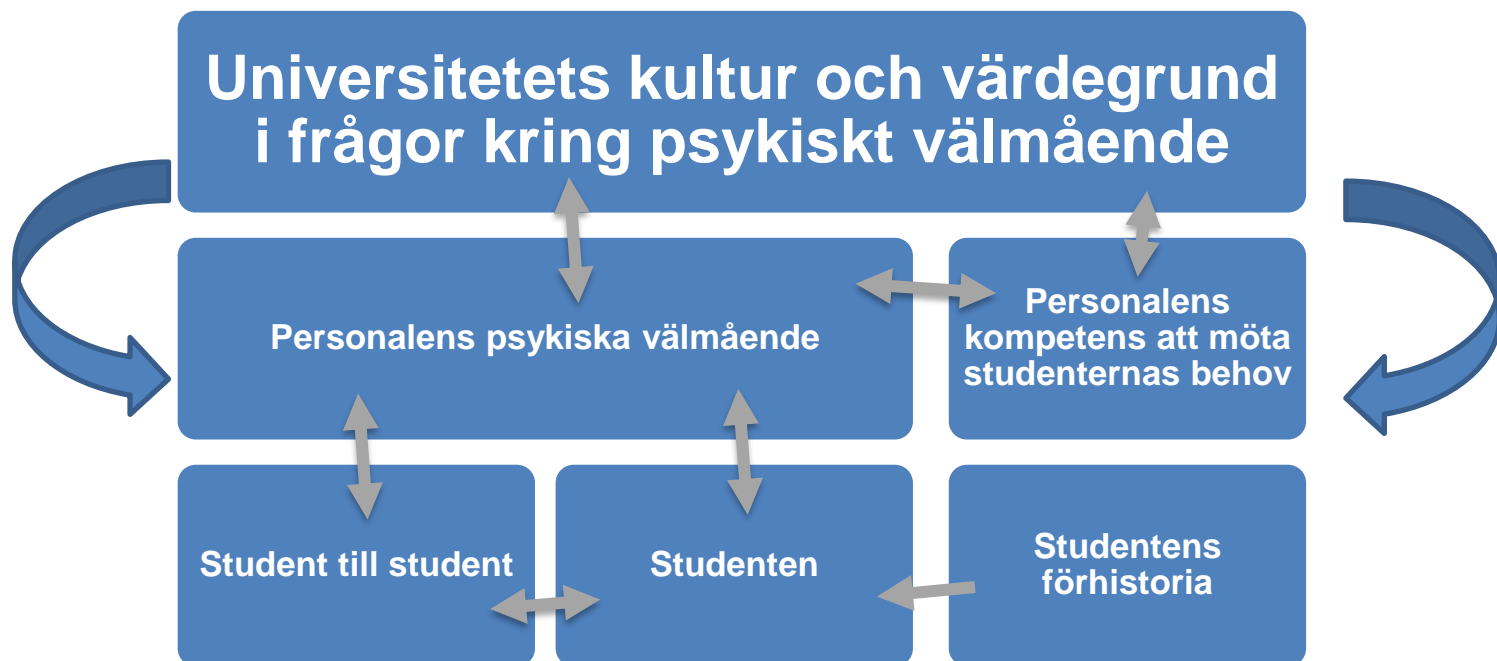 Universitetets kultur och värdegrund
i frågor kring psykiskt välmående
Personalens psykiska välmående
Personalens
kompetens att möta
studenternas behov
Student till student
Studenten
Studentens
förhistoria